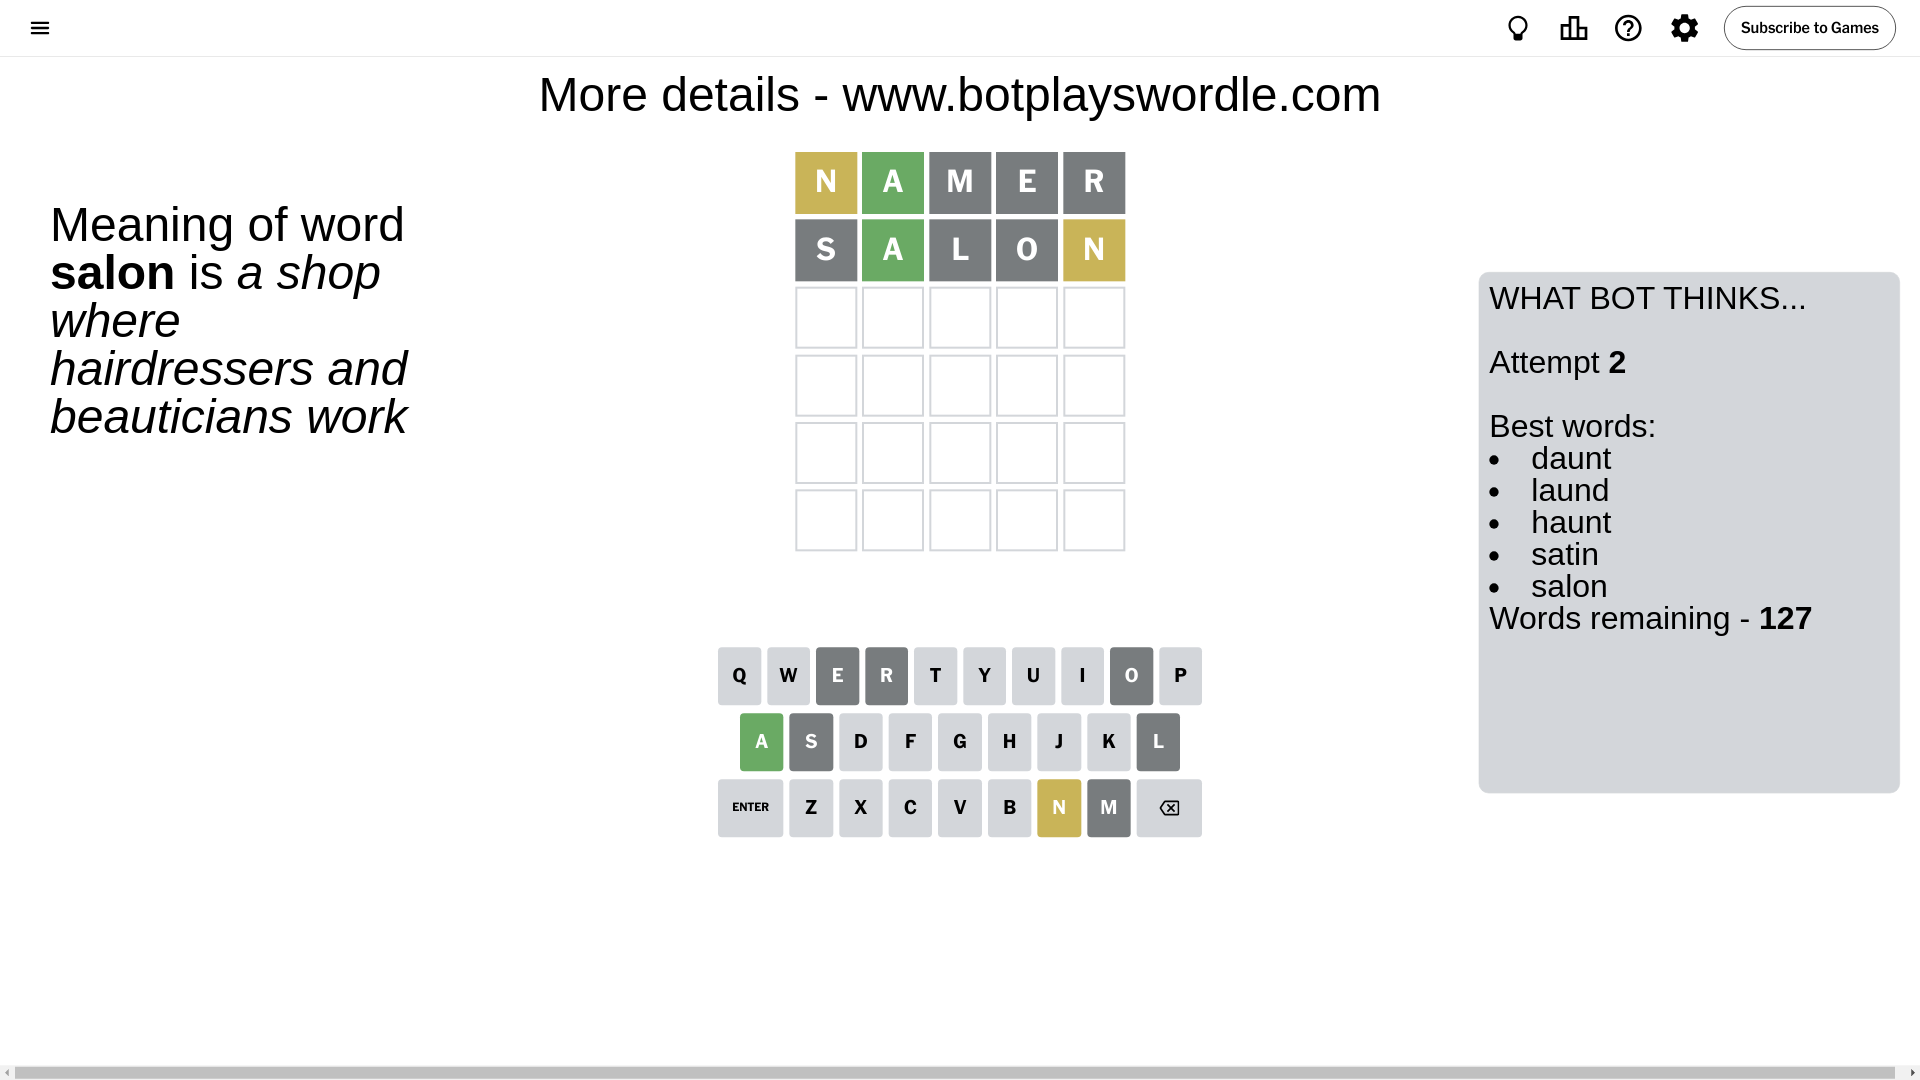 Subscribe to Games
More details - www.botplayswordle.com
Meaning of word
salon is a shop
where
hairdressers and
beauticians work
N A M E R
S A L O N
WHAT BOT THINKS...
Attempt 2
Best words:
daunt
laund
haunt
satin
salon
Words remaining - 127
Q W E R T Y U I O P
A S D F G H J K L
ENTER Z X C V B N M